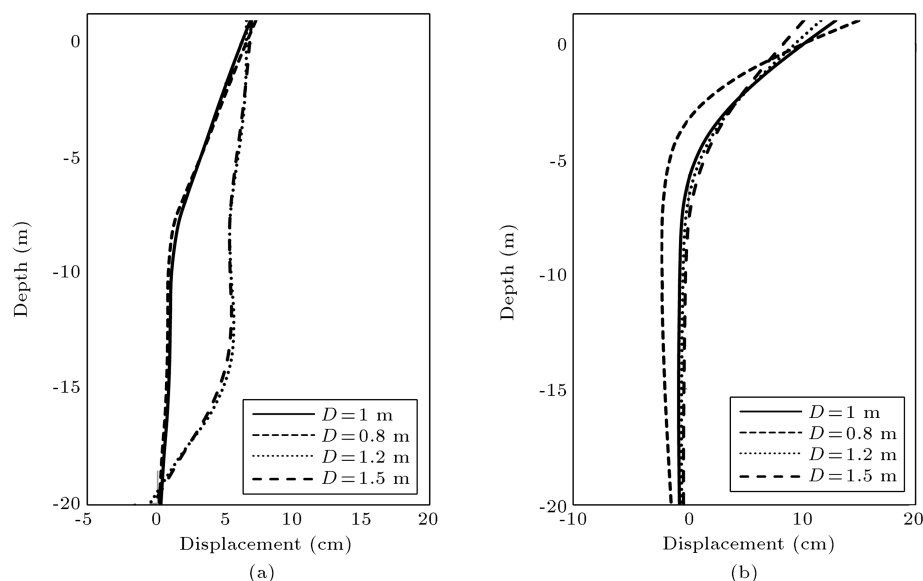 0
-5
-10
-15
-20
Depth (m)
D=1 m
D=0.8 m
D=1.2 m
D=1.5 m
-5
0
5
10
15
20
Displacement (cm)
(a)
0
-5
-10
-15
-20
Depth (m)
D=1 m
D=0.8 m
D=1.2 m
D=1.5 m
-10
0
10
20
Displacement (cm)
(b)